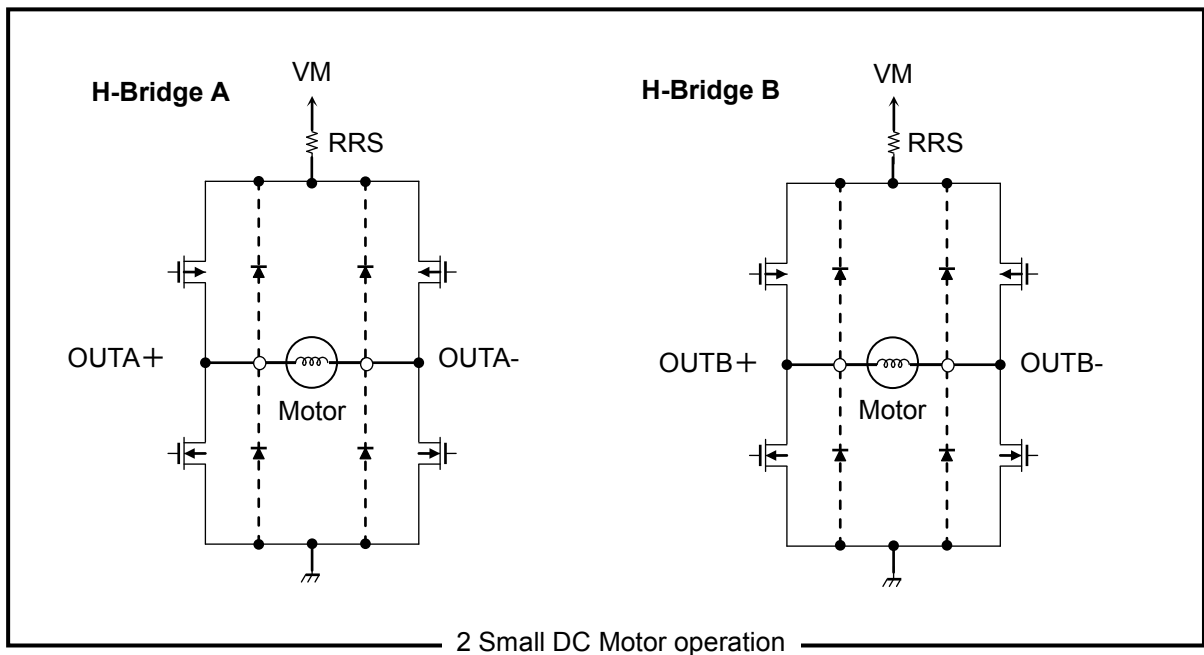 H-Bridge A
VM
RRS
OUTA+
OUTA-
Motor
H-Bridge B
VM
RRS
OUTB+
OUTB-
Motor
2 Small DC Motor operation